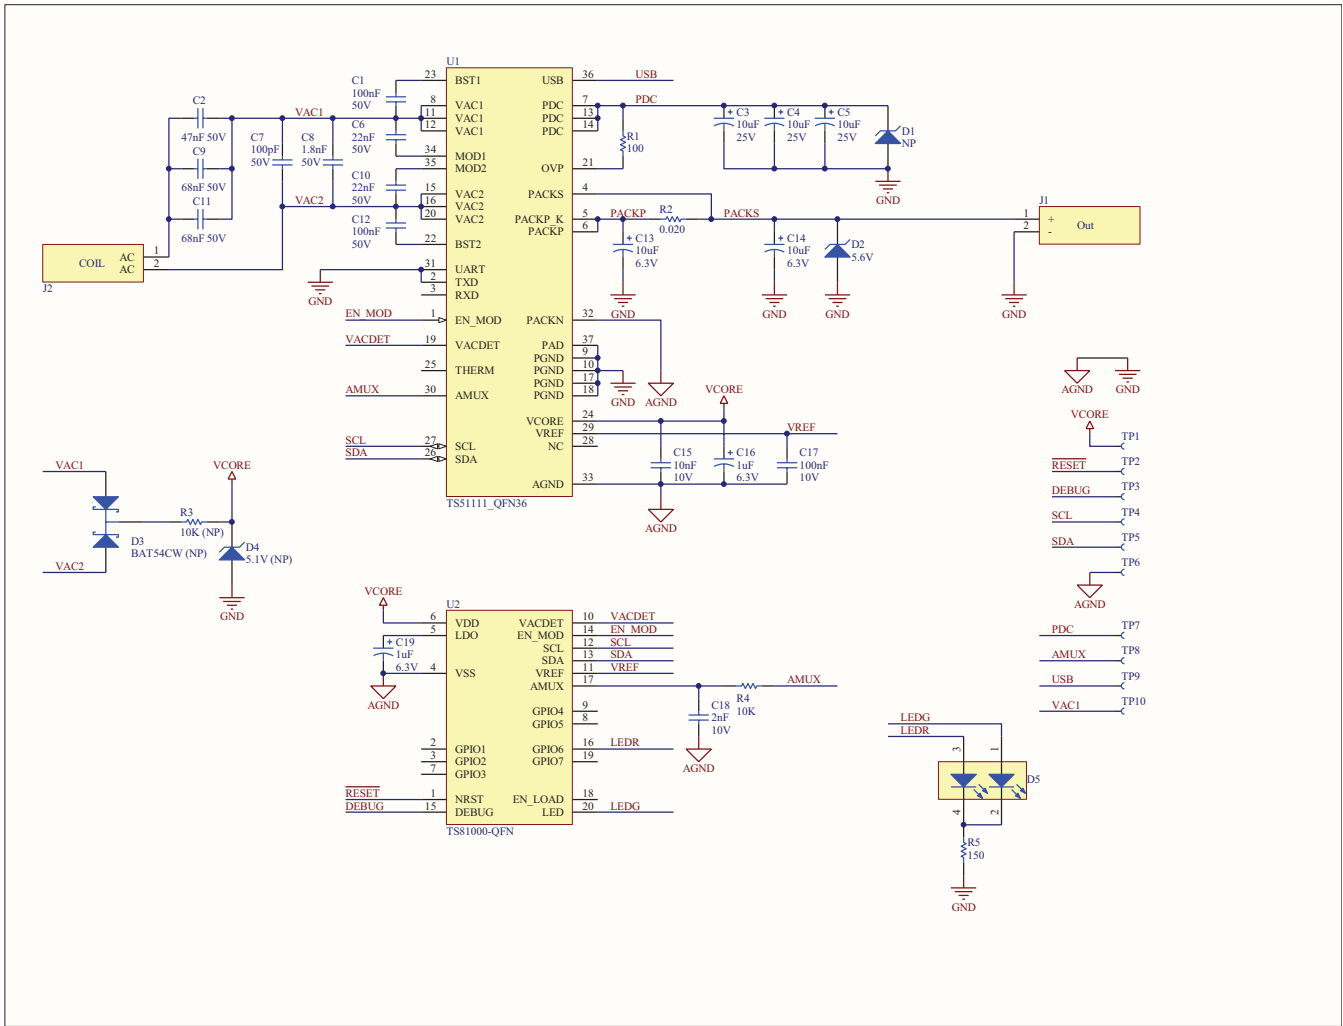 U1
23 BST1
8 VAC1
11 VAC1
12 VAC1
34 MOD1
35 MOD2
15 VAC2
16 VAC2
20 VAC2
22 BST2
31 UART
2 TXD
3 RXD
EN_MOD 1 EN_MOD
VACDET 19 VACDET
25 THERM
AMUX 30 AMUX
SCL 27 SCL
SDA 26 SDA
USB 36 USB
PDC 7 PDC
PDC 13
PDC 14
OVP 21
PACKS 4
PACKP_K 5
PACKP 6
PACKN 32
PAD 37
PGND 9
PGND 10
PGND 17
PGND 18
VCORE 24
VREF 29 VREF
NC 28
AGND 33
TS51111_QFN36
C1
100nF
50V
C2
47nF 50V
C9
68nF 50V
C11
68nF 50V
VAC1
C7
100pF
50V
C8
1.8nF
50V
C6
22nF
50V
C10
22nF
50V
VAC2
C12
100nF
50V
COIL
AC 1
AC 2
J2
GND
R1
100
C3
10uF
25V
C4
10uF
25V
C5
10uF
25V
D1
NP
GND
PACKP
R2
0.020
PACKS
C13
10uF
6.3V
GND
C14
10uF
6.3V
GND
D2
5.6V
GND
J1
1 +
2 -
Out
GND
GND
AGND
VCORE
C15
10nF
10V
C16
1uF
6.3V
C17
100nF
10V
AGND
AGND
GND
VCORE
TP1
RESET TP2
DEBUG TP3
SCL TP4
SDA TP5
TP6
AGND
PDC TP7
AMUX TP8
USB TP9
VAC1 TP10
VAC1
VAC2
D3
BAT54CW (NP)
R3
10K (NP)
VCORE
D4
5.1V (NP)
GND
VCORE
C19
1uF
6.3V
AGND
U2
6 VDD
5 LDO
4 VSS
2 GPIO1
3 GPIO2
7 GPIO3
RESET 1 NRST
DEBUG 15 DEBUG
VACDET 10 VACDET
EN_MOD 14 EN_MOD
SCL 12 SCL
SDA 13 SDA
VREF 11 VREF
AMUX 17
GPIO4 9
GPIO5 8
GPIO6 16 LEDR
GPIO7 19
EN_LOAD 18
LED 20 LEDG
TS81000-QFN
C18
2nF
10V
AGND
R4
10K
AMUX
LEDG
LEDR
3 1
D5
4 2
R5
150
GND